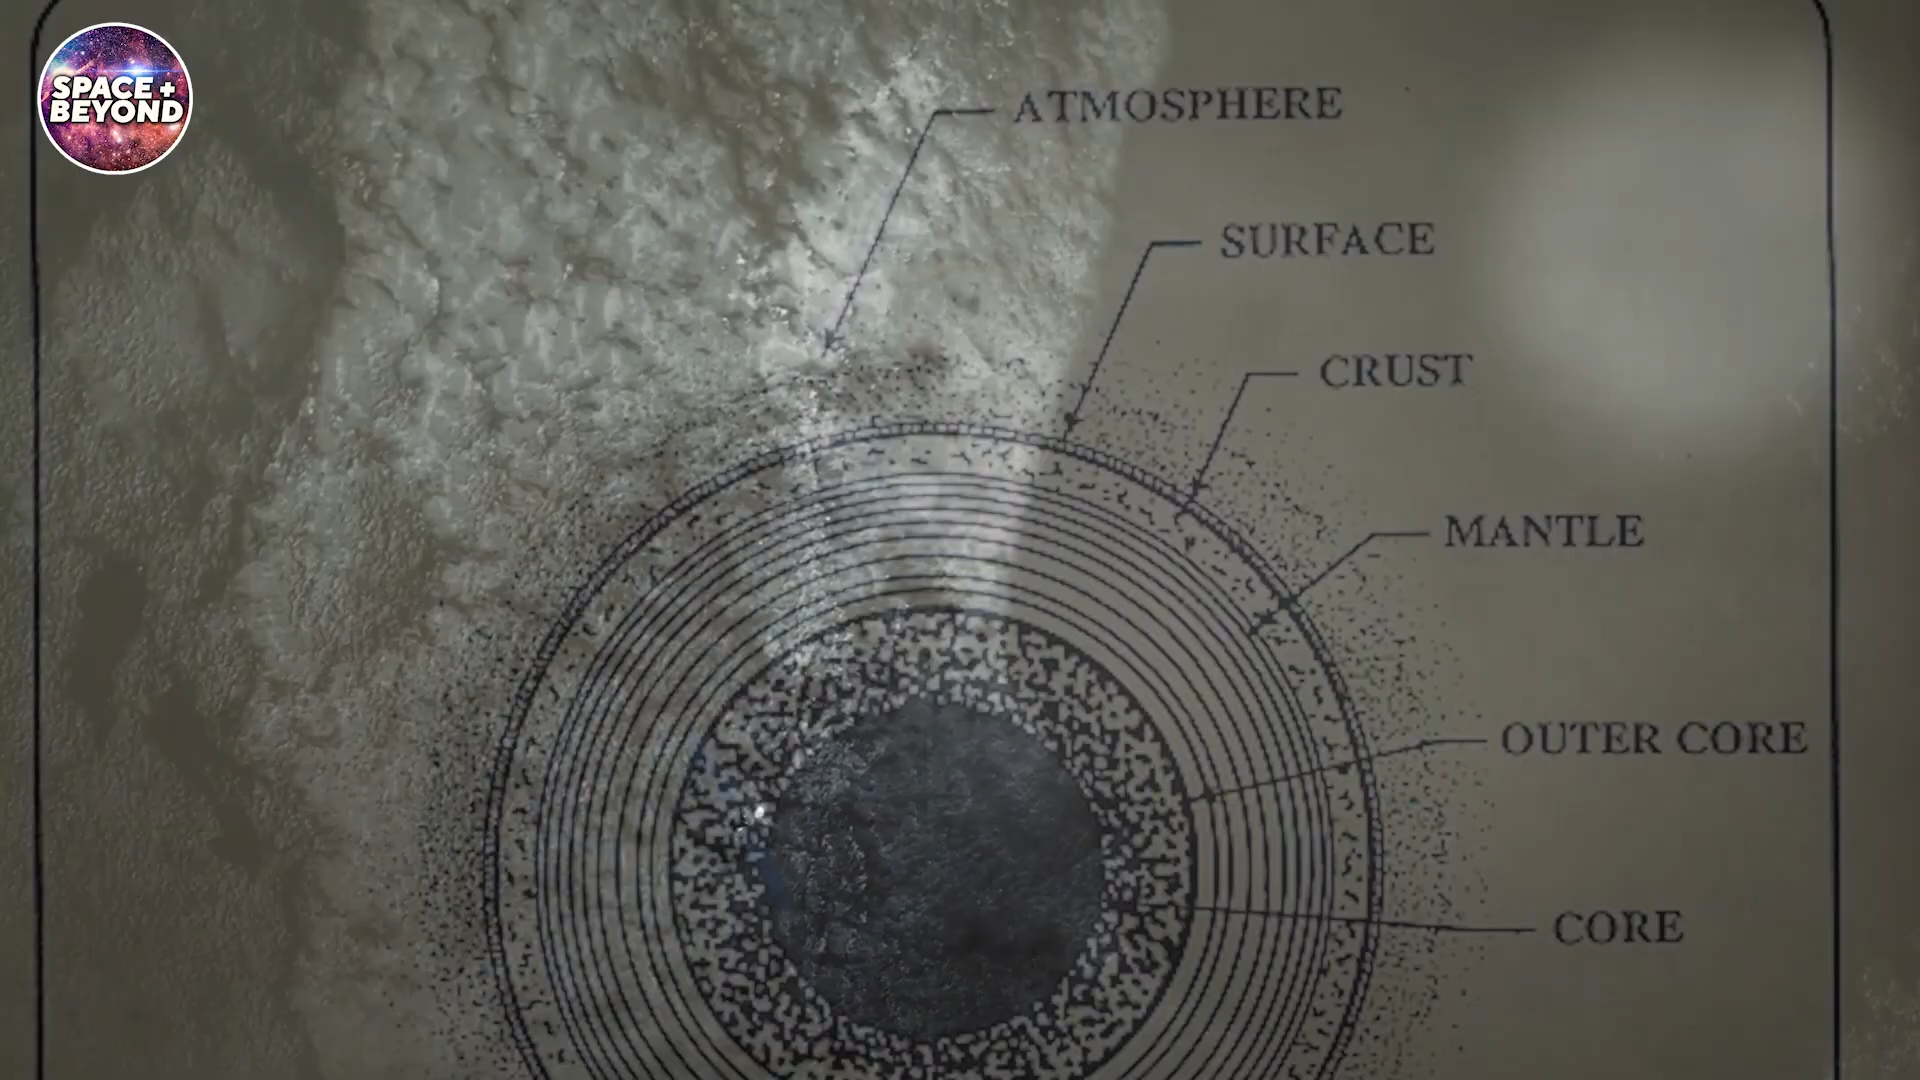 SPACE +
BEYOND
ATMOSPHERE
SURFACE
CRUST
MANTLE
OUTER CORE
CORE